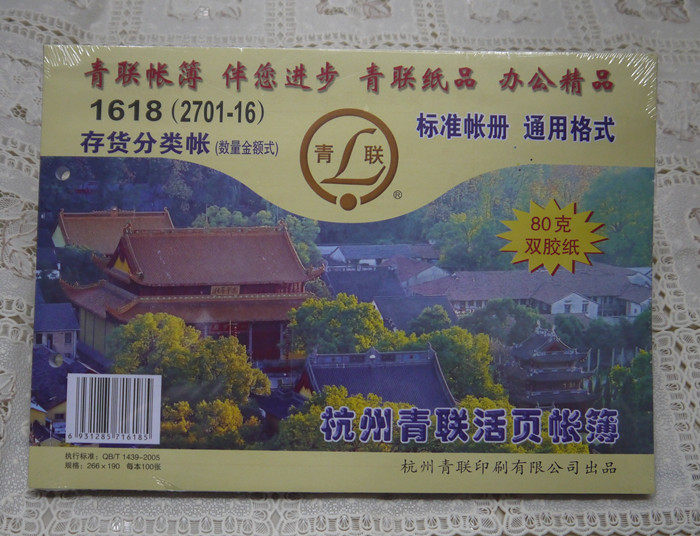 青联帐簿 伴您进步 青联纸品 办公精品
1618(2701-16)
存货分类帐(数量金额式)
青 L 联
®
标准帐册 通用格式
80克
双胶纸
6 931285 716185
杭州青联活页帐簿
执行标准：QB/T 1439-2005
规格：266×190 每本100张
杭州青联印刷有限公司出品